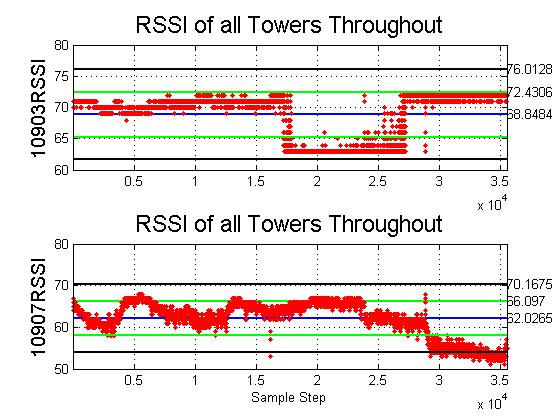 RSSI of all Towers Throughout
80
76.0128
75
72.4306
70
68.8484
65
60
10903RSSI
0.5 1 1.5 2 2.5 3 3.5
x 10^4
RSSI of all Towers Throughout
80
70.1675
70
66.097
62.0265
60
50
10907RSSI
0.5 1 1.5 2 2.5 3 3.5
Sample Step
x 10^4